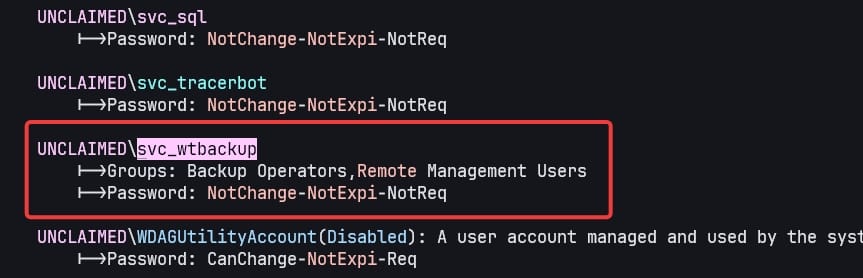 UNCLAIMED\svc_sql
|-->Password: NotChange-NotExpi-NotReq
UNCLAIMED\svc_tracerbot
|-->Password: NotChange-NotExpi-NotReq
UNCLAIMED\svc_wtbackup
|-->Groups: Backup Operators,Remote Management Users
|-->Password: NotChange-NotExpi-NotReq
UNCLAIMED\WDAGUtilityAccount(Disabled): A user account managed and used by the syst
|-->Password: CanChange-NotExpi-Req